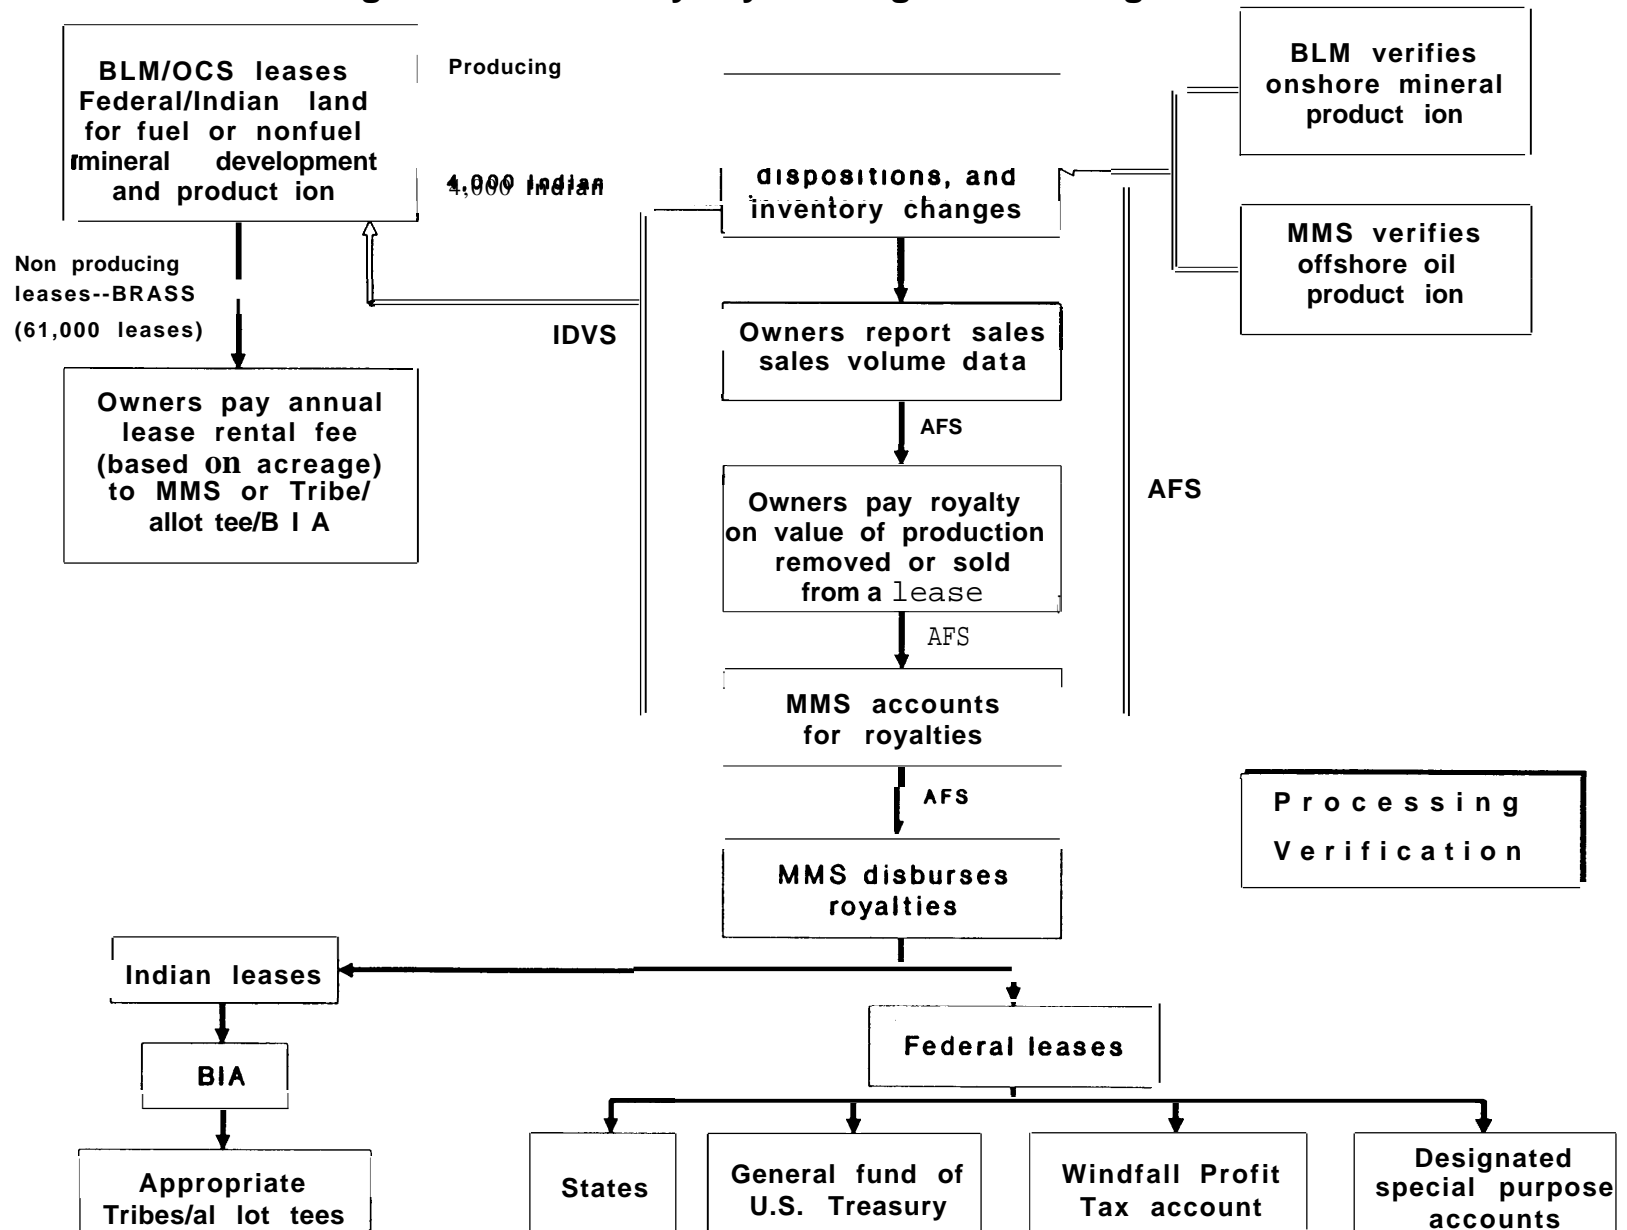 BLM/OCS leases
Federal/Indian land
for fuel or nonfuel
mineral development
and product ion
Producing
4,000 Indian
dispositions, and
inventory changes
BLM verifies
onshore mineral
product ion
MMS verifies
offshore oil
product ion
Non producing
leases--BRASS
(61,000 leases)
IDVS
Owners report sales
sales volume data
AFS
Owners pay annual
lease rental fee
(based on acreage)
to MMS or Tribe/
allot tee/B I A
Owners pay royalty
on value of production
removed or sold
from a lease
AFS
AFS
MMS accounts
for royalties
AFS
Processing
Verification
MMS disburses
royalties
Indian leases
Federal leases
BIA
Appropriate
Tribes/al lot tees
States
General fund of
U.S. Treasury
Windfall Profit
Tax account
Designated
special purpose
accounts